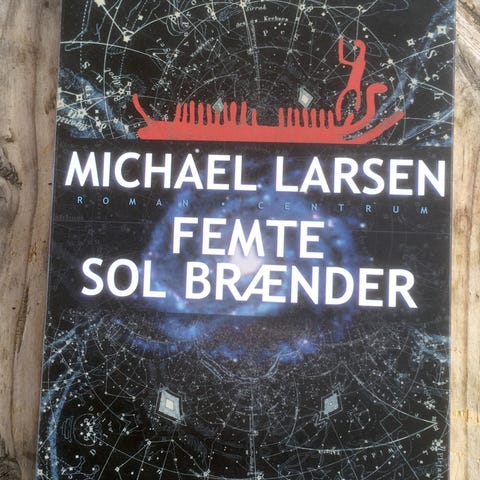 MICHAEL LARSEN
ROMAN • CENTRUM
FEMTE
SOL BRÆNDER